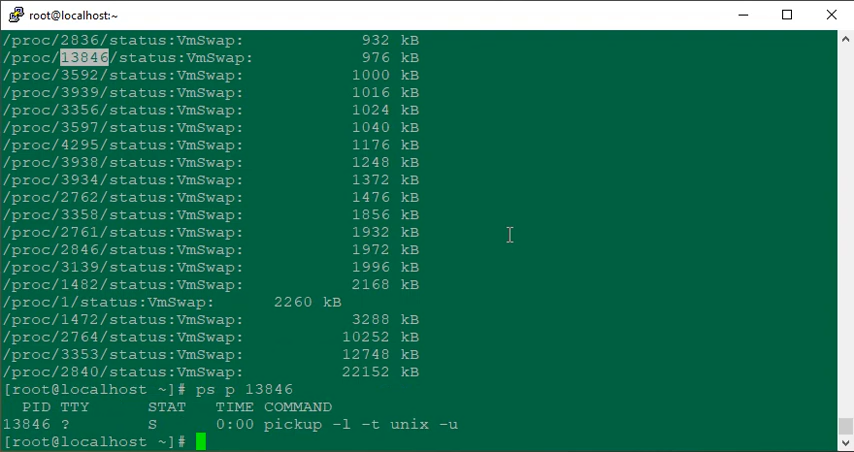 root@localhost:~
/proc/2836/status:VmSwap:            932 kB
/proc/13846/status:VmSwap:           976 kB
/proc/3592/status:VmSwap:           1000 kB
/proc/3939/status:VmSwap:           1016 kB
/proc/3356/status:VmSwap:           1024 kB
/proc/3597/status:VmSwap:           1040 kB
/proc/4295/status:VmSwap:           1176 kB
/proc/3938/status:VmSwap:           1248 kB
/proc/3934/status:VmSwap:           1372 kB
/proc/2762/status:VmSwap:           1476 kB
/proc/3358/status:VmSwap:           1856 kB
/proc/2761/status:VmSwap:           1932 kB
/proc/2846/status:VmSwap:           1972 kB
/proc/3139/status:VmSwap:           1996 kB
/proc/1482/status:VmSwap:           2168 kB
/proc/1/status:VmSwap:      2260 kB
/proc/1472/status:VmSwap:           3288 kB
/proc/2764/status:VmSwap:          10252 kB
/proc/3353/status:VmSwap:          12748 kB
/proc/2840/status:VmSwap:          22152 kB
[root@localhost ~]# ps p 13846
  PID TTY      STAT   TIME COMMAND
13846 ?        S      0:00 pickup -l -t unix -u
[root@localhost ~]#